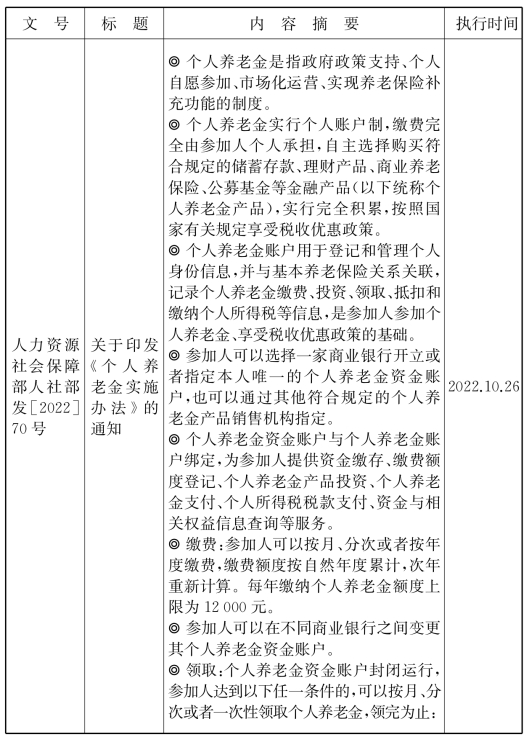 文 号 标 题 内 容 摘 要 执行时间
◎ 个人养老金是指政府政策支持、个人
自愿参加、市场化运营、实现养老保险补
充功能的制度。
◎ 个人养老金实行个人账户制,缴费完
全由参加人个人承担,自主选择购买符
合规定的储蓄存款、理财产品、商业养老
保险、公募基金等金融产品(以下统称个
人养老金产品),实行完全积累,按照国
家有关规定享受税收优惠政策。
◎ 个人养老金账户用于登记和管理个人
身份信息,并与基本养老保险关系关联,
记录个人养老金缴费、投资、领取、抵扣和
缴纳个人所得税等信息,是参加人参加个
人养老金、享受税收优惠政策的基础。
◎ 参加人可以选择一家商业银行开立或
者指定本人唯一的个人养老金资金账
户,也可以通过其他符合规定的个人养
老金产品销售机构指定。
◎ 个人养老金资金账户与个人养老金账
户绑定,为参加人提供资金缴存、缴费额
度登记、个人养老金产品投资、个人养老
金支付、个人所得税税款支付、资金与相
关权益信息查询等服务。
◎ 缴费:参加人可以按月、分次或者按年
度缴费,缴费额度按自然年度累计,次年
重新计算。每年缴纳个人养老金额度上
限为 12 000 元。
◎ 参加人可以在不同商业银行之间变更
其个人养老金资金账户。
◎ 领取:个人养老金资金账户封闭运行,
参加人达到以下任一条件的,可以按月、分
次或者一次性领取个人养老金,领完为止:
人力资源
社会保障
部人社部
发[2022]
70 号
关于印发
《个人养
老金实施
办法》的
通知
2022.10.26